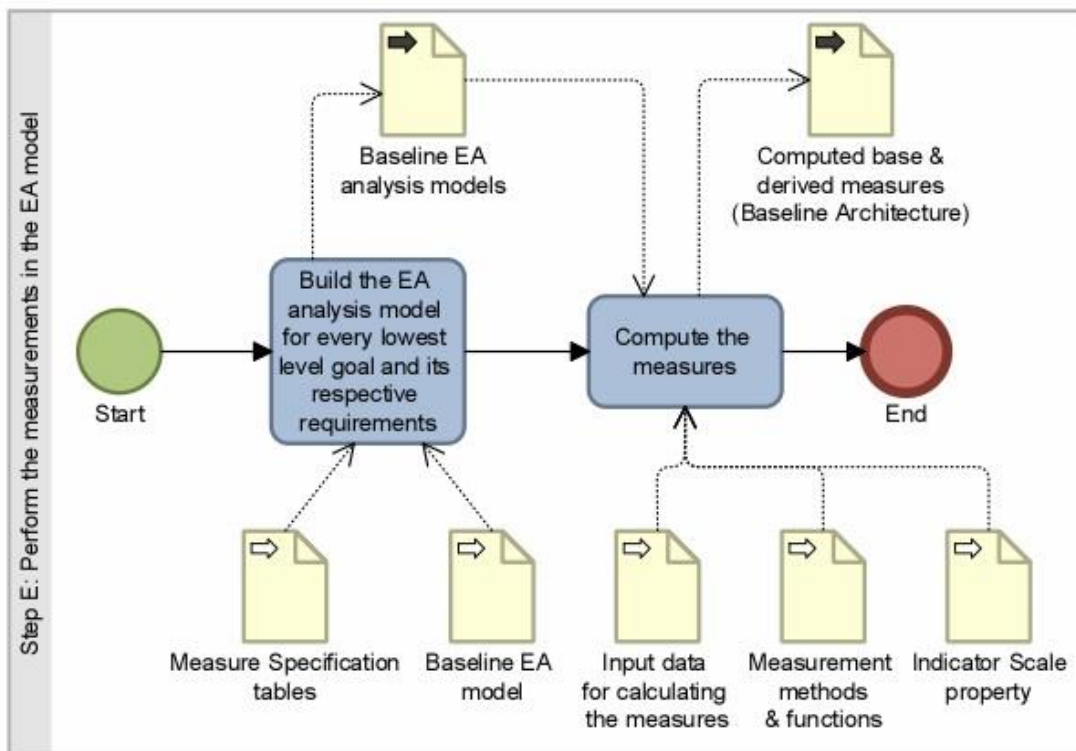 Step E: Perform the measurements in the EA model
Baseline EA
analysis models
Computed base &
derived measures
(Baseline Architecture)
Start
Build the EA
analysis model
for every lowest
level goal and its
respective
requirements
Compute the
measures
End
Measure Specification
tables
Baseline EA
model
Input data
for calculating
the measures
Measurement
methods
& functions
Indicator Scale
property